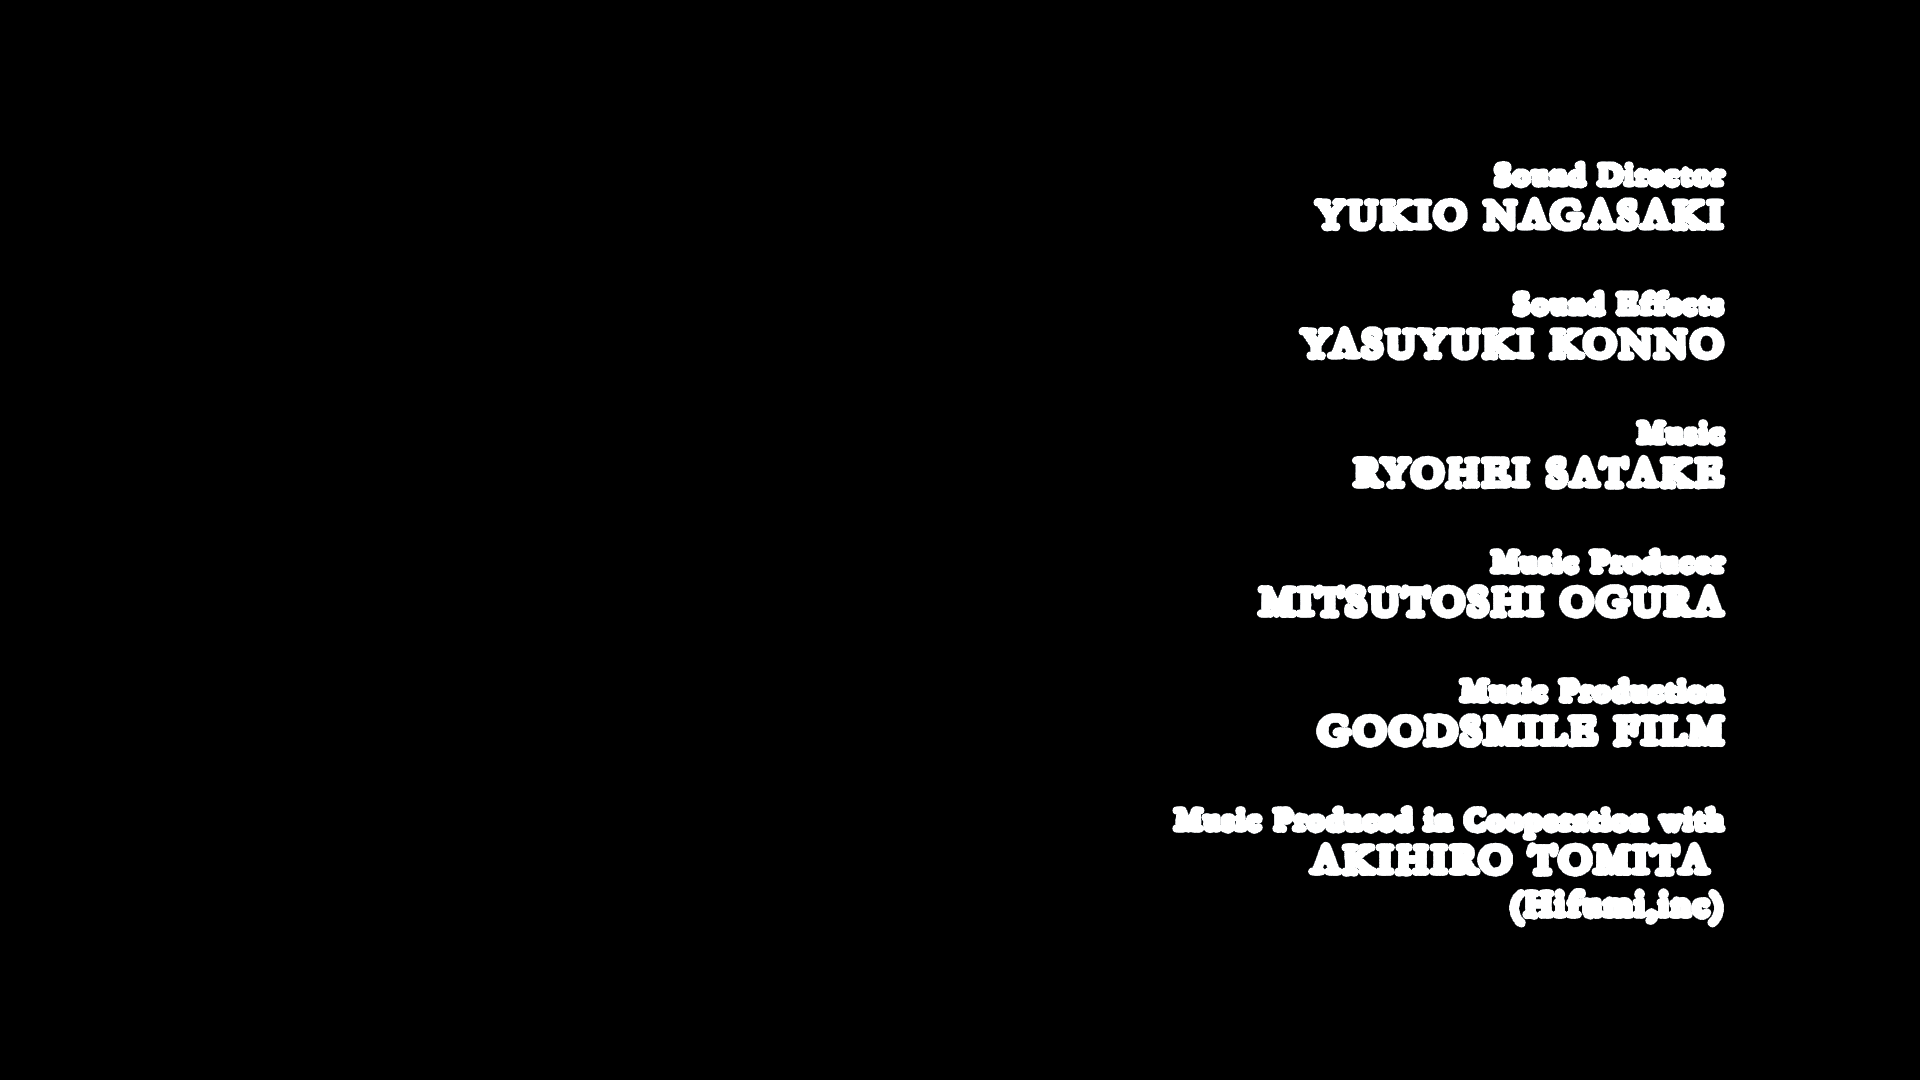 Sound Director
YUKIO NAGASAKI
Sound Effects
YASUYUKI KONNO
Music
RYOHEI SATAKE
Music Producer
MITSUTOSHI OGURA
Music Production
GOODSMILE FILM
Music Produced in Cooperation with
AKIHIRO TOMITA
(Hifumi,inc)